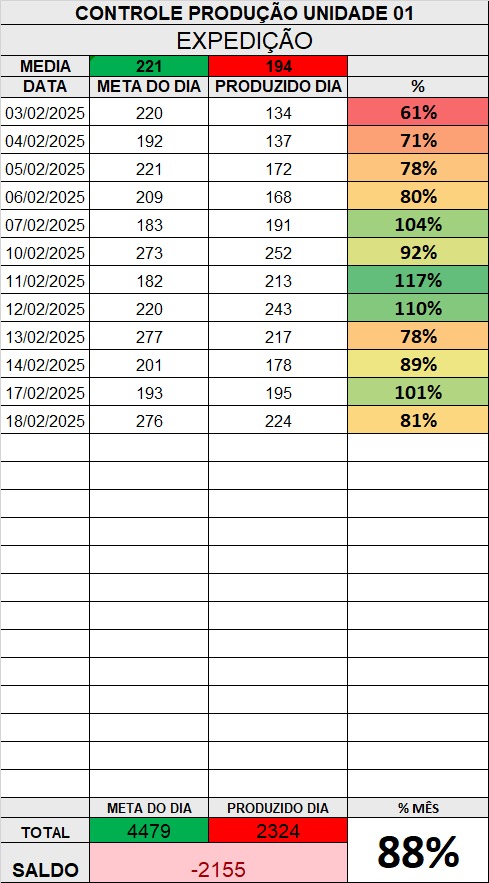 CONTROLE PRODUÇÃO UNIDADE 01
EXPEDIÇÃO
MEDIA 221 194
DATA META DO DIA PRODUZIDO DIA %
03/02/2025 220 134 61%
04/02/2025 192 137 71%
05/02/2025 221 172 78%
06/02/2025 209 168 80%
07/02/2025 183 191 104%
10/02/2025 273 252 92%
11/02/2025 182 213 117%
12/02/2025 220 243 110%
13/02/2025 277 217 78%
14/02/2025 201 178 89%
17/02/2025 193 195 101%
18/02/2025 276 224 81%
META DO DIA PRODUZIDO DIA % MÊS
TOTAL 4479 2324 88%
SALDO -2155